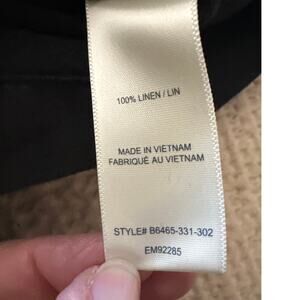 100% LINEN / LIN
MADE IN VIETNAM
FABRIQUÉ AU VIETNAM
STYLE# B6465-331-302
EM92285